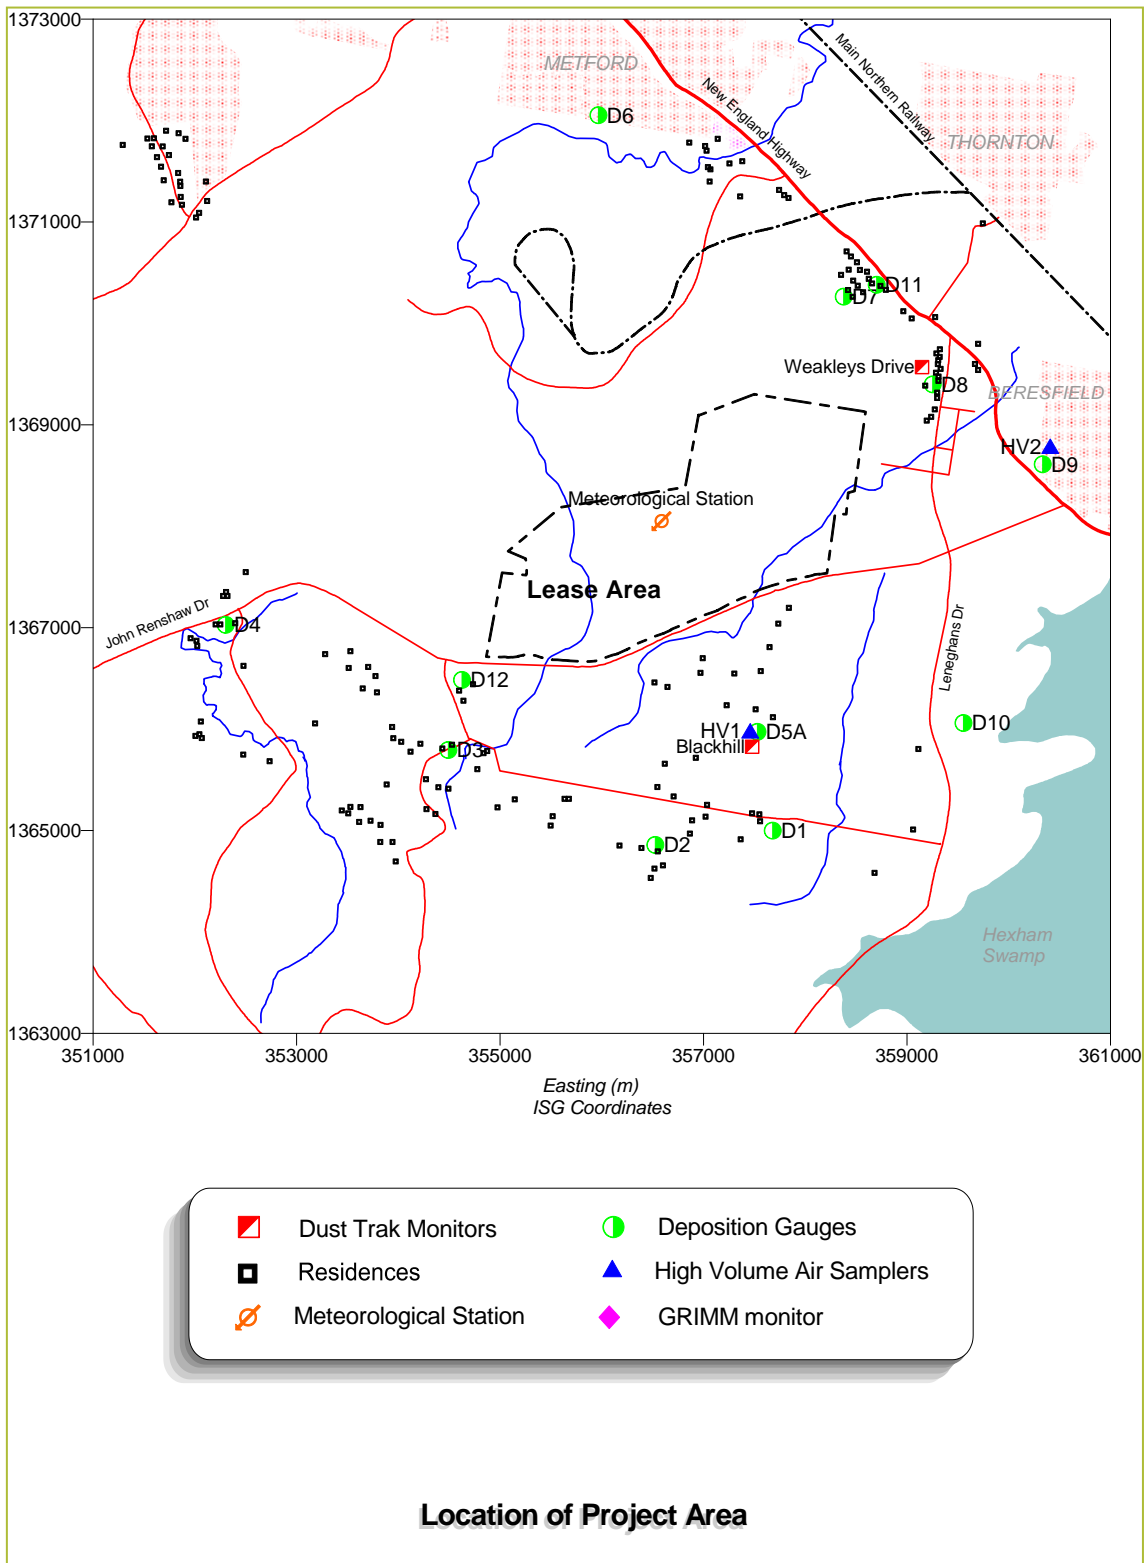 1373000
METFORD
Main Northern Railway
New England Highway
D6
THORNTON
1371000
D11
D7
Weakleys Drive
D8
BERESFIELD
1369000
HV2
D9
Meteorological Station
Lease Area
John Renshaw Dr
D4
1367000
Leneghans Dr
D12
D10
HV1
D5A
D3
Blackhill
1365000
D1
D2
Hexham
Swamp
1363000
351000
353000
355000
357000
359000
361000
Easting (m)
ISG Coordinates
Dust Trak Monitors
Deposition Gauges
Residences
High Volume Air Samplers
Meteorological Station
GRIMM monitor
Location of Project Area